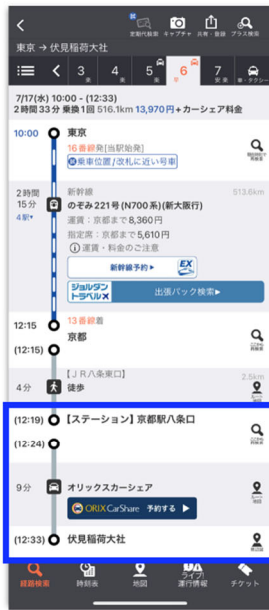 定期代検索 キャプチャ 共有・登録 プラス検索
東京 → 伏見稲荷大社
3 4 5 6 7
7/17(水) 10:00 - (12:33)
2時間33分 乗換1回 516.1km 13,970円+カーシェア料金
10:00 東京
16番線発[当駅始発]
乗車位置/改札に近い号車
2時間 新幹線 513.6km
15分 のぞみ221号(N700系)(新大阪行)
4駅▼ 運賃：京都まで8,360円
指定席：京都まで5,610円
運賃・料金のご注意
新幹線予約▶ EX
ジョルダン
トラベルX 出張パック検索▶
12:15 13番線着
(12:15) 京都
【JR八条東口】 2.5km
4分 徒歩
(12:19) 【ステーション】京都駅八条口
(12:24)
9分 オリックスカーシェア
ORIX CarShare 予約する ▶
(12:33) 伏見稲荷大社
経路検索 時刻表 地図 ライブ!運行情報 チケット